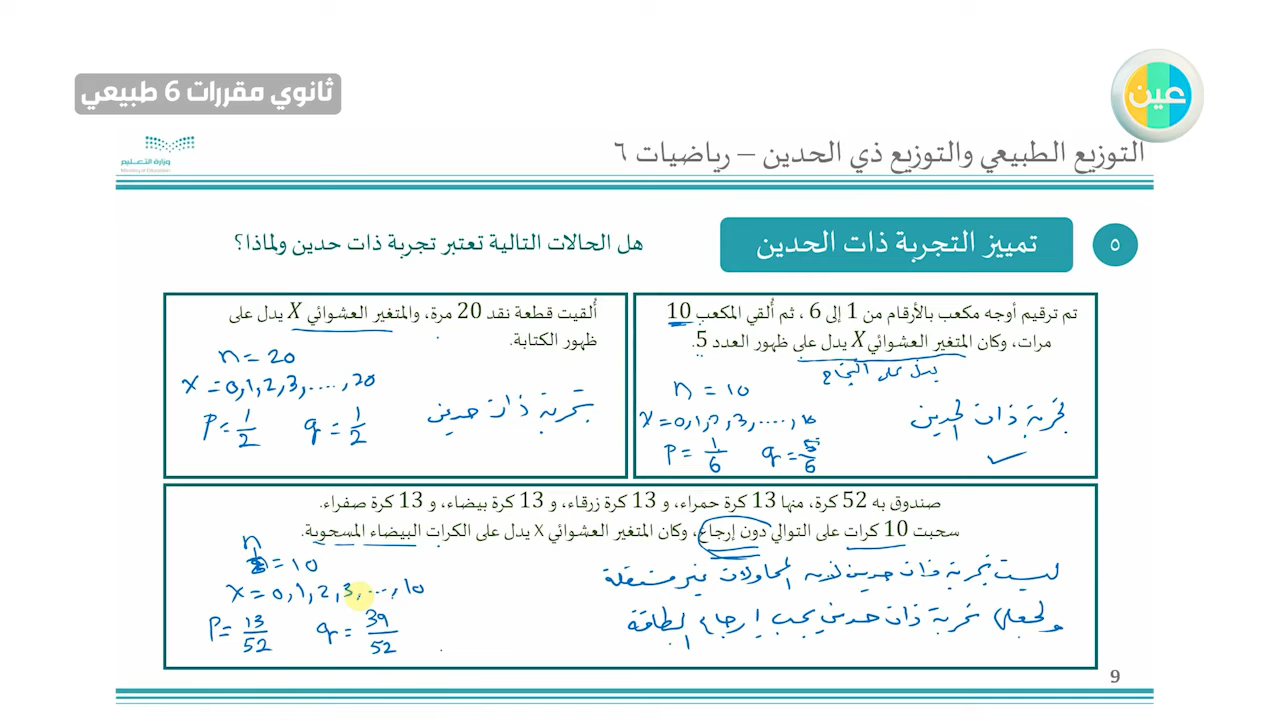 ثانوي مقررات 6 طبيعي
عين
وزارة التعليم
Ministry of Education
التوزيع الطبيعي والتوزيع ذي الحدين – رياضيات ٦
٥
تمييز التجربة ذات الحدين
هل الحالات التالية تعتبر تجربة ذات حدين ولماذا؟
تم ترقيم أوجه مكعب بالأرقام من 1 إلى 6 ، ثم أُلقي المكعب 10
مرات، وكان المتغير العشوائي X يدل على ظهور العدد 5.
يدل على النجاح
n = 10
x = 0,1,2,3,.....,10
تجربة ذات الحدين
P = 1/6 q = 5/6
أُلقيت قطعة نقد 20 مرة، والمتغير العشوائي X يدل على
ظهور الكتابة.
n = 20
x = 0,1,2,3,....,20
تجربة ذات حدين
P = 1/2 q = 1/2
صندوق به 52 كرة، منها 13 كرة حمراء، و 13 كرة زرقاء، و 13 كرة بيضاء، و 13 كرة صفراء.
سحبت 10 كرات على التوالي دون إرجاع، وكان المتغير العشوائي x يدل على الكرات البيضاء المسحوبة.
ليست تجربة ذات حدين لأن المحاولات غير مستقلة
ولجعلها تجربة ذات حدين يجب إرجاع البطاقة
n = 10
x = 0,1,2,3,...,10
P = 13/52 q = 39/52
9